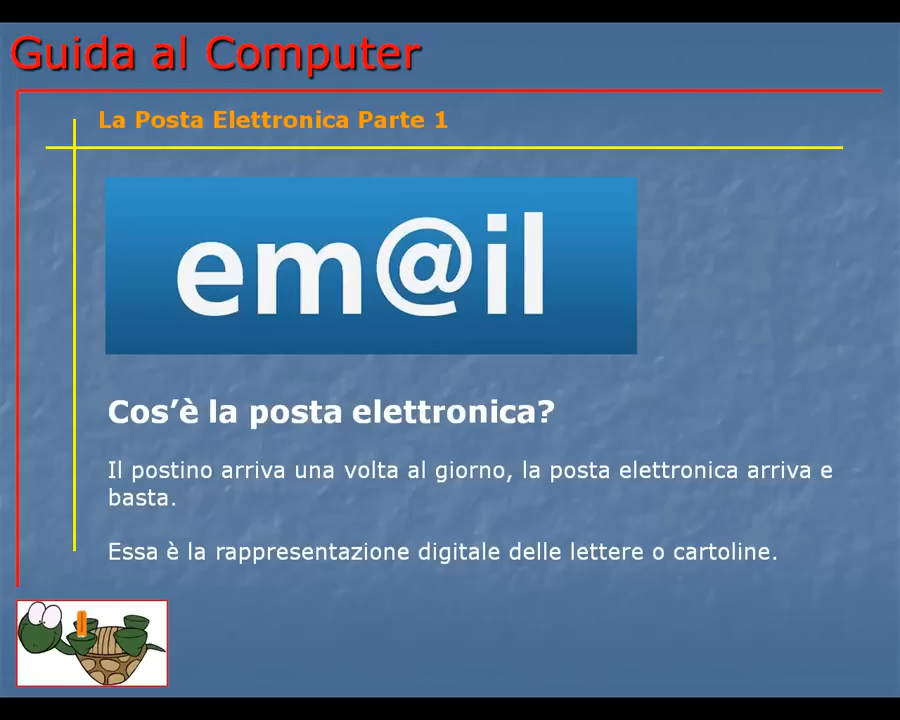 Guida al Computer
La Posta Elettronica Parte 1
em@il
Cos’è la posta elettronica?
Il postino arriva una volta al giorno, la posta elettronica arriva e
basta.
Essa è la rappresentazione digitale delle lettere o cartoline.